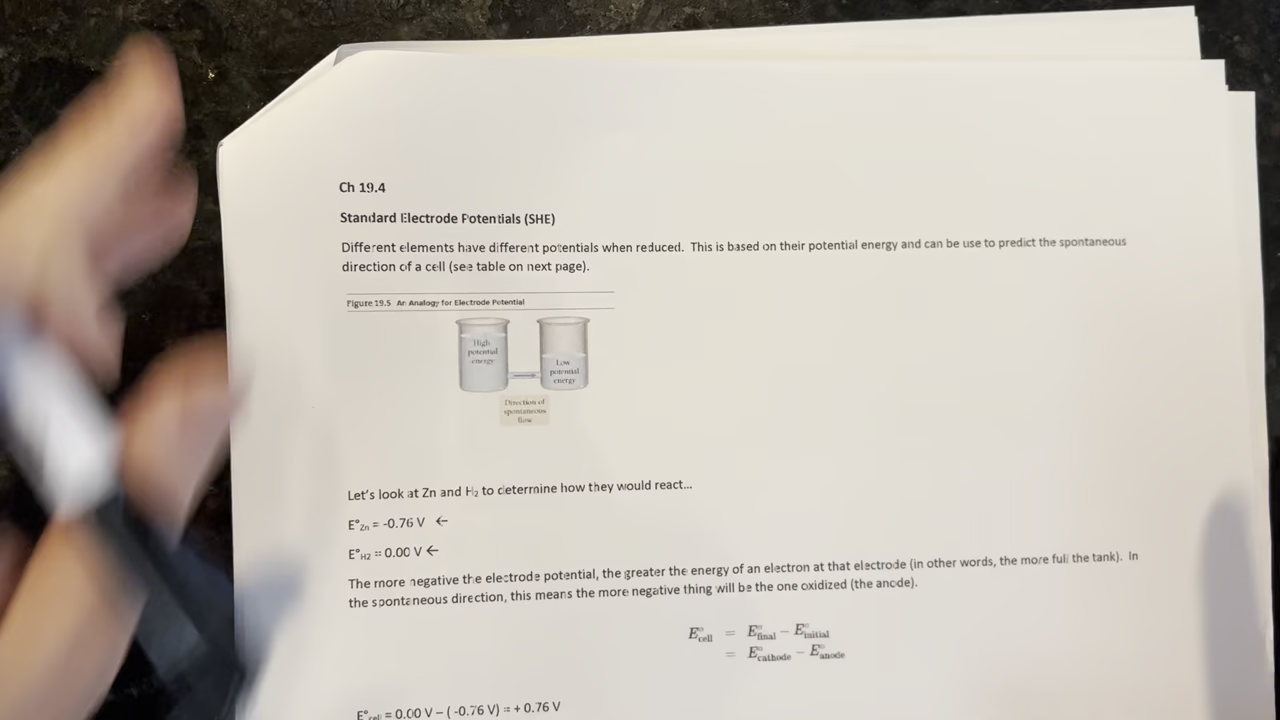 Ch 19.4
Standard Electrode Potentials (SHE)
Different elements have different potentials when reduced. This is based on their potential energy and can be use to predict the spontaneous
direction of a cell (see table on next page).
Figure 19.5 An Analogy for Electrode Potential
High
potential
energy
Low
potential
energy
Direction of
spontaneous
flow
Let's look at Zn and H₂ to determine how they would react...
E°Zn = -0.76 V ←
E°H2 = 0.00 V ←
The more negative the electrode potential, the greater the energy of an electron at that electrode (in other words, the more full the tank). In
the spontaneous direction, this means the more negative thing will be the one oxidized (the anode).
E°cell = E°final − E°initial
= E°cathode − E°anode
E°cell = 0.00 V – ( -0.76 V) = + 0.76 V